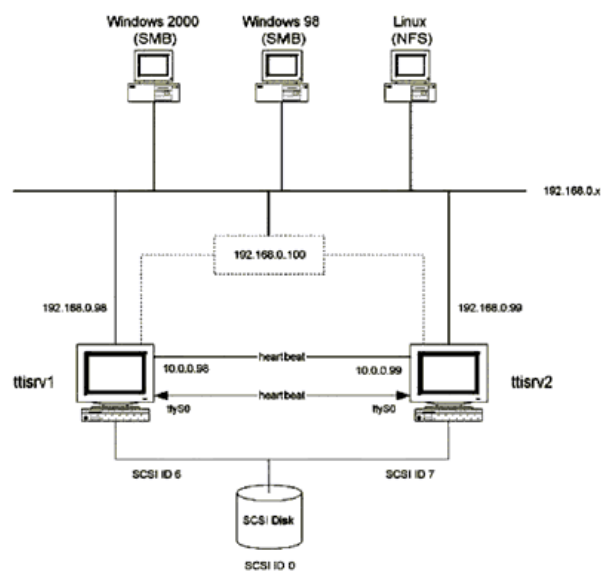 Windows 2000
(SMB)
Windows 98
(SMB)
Linux
(NFS)
192.168.0.x
192.168.0.100
192.168.0.98
192.168.0.99
heartbeat
10.0.0.98
10.0.0.99
ttisrv1
ttisrv2
heartbeat
ttyS0
ttyS0
SCSI ID 6
SCSI ID 7
SCSI Disk
SCSI ID 0